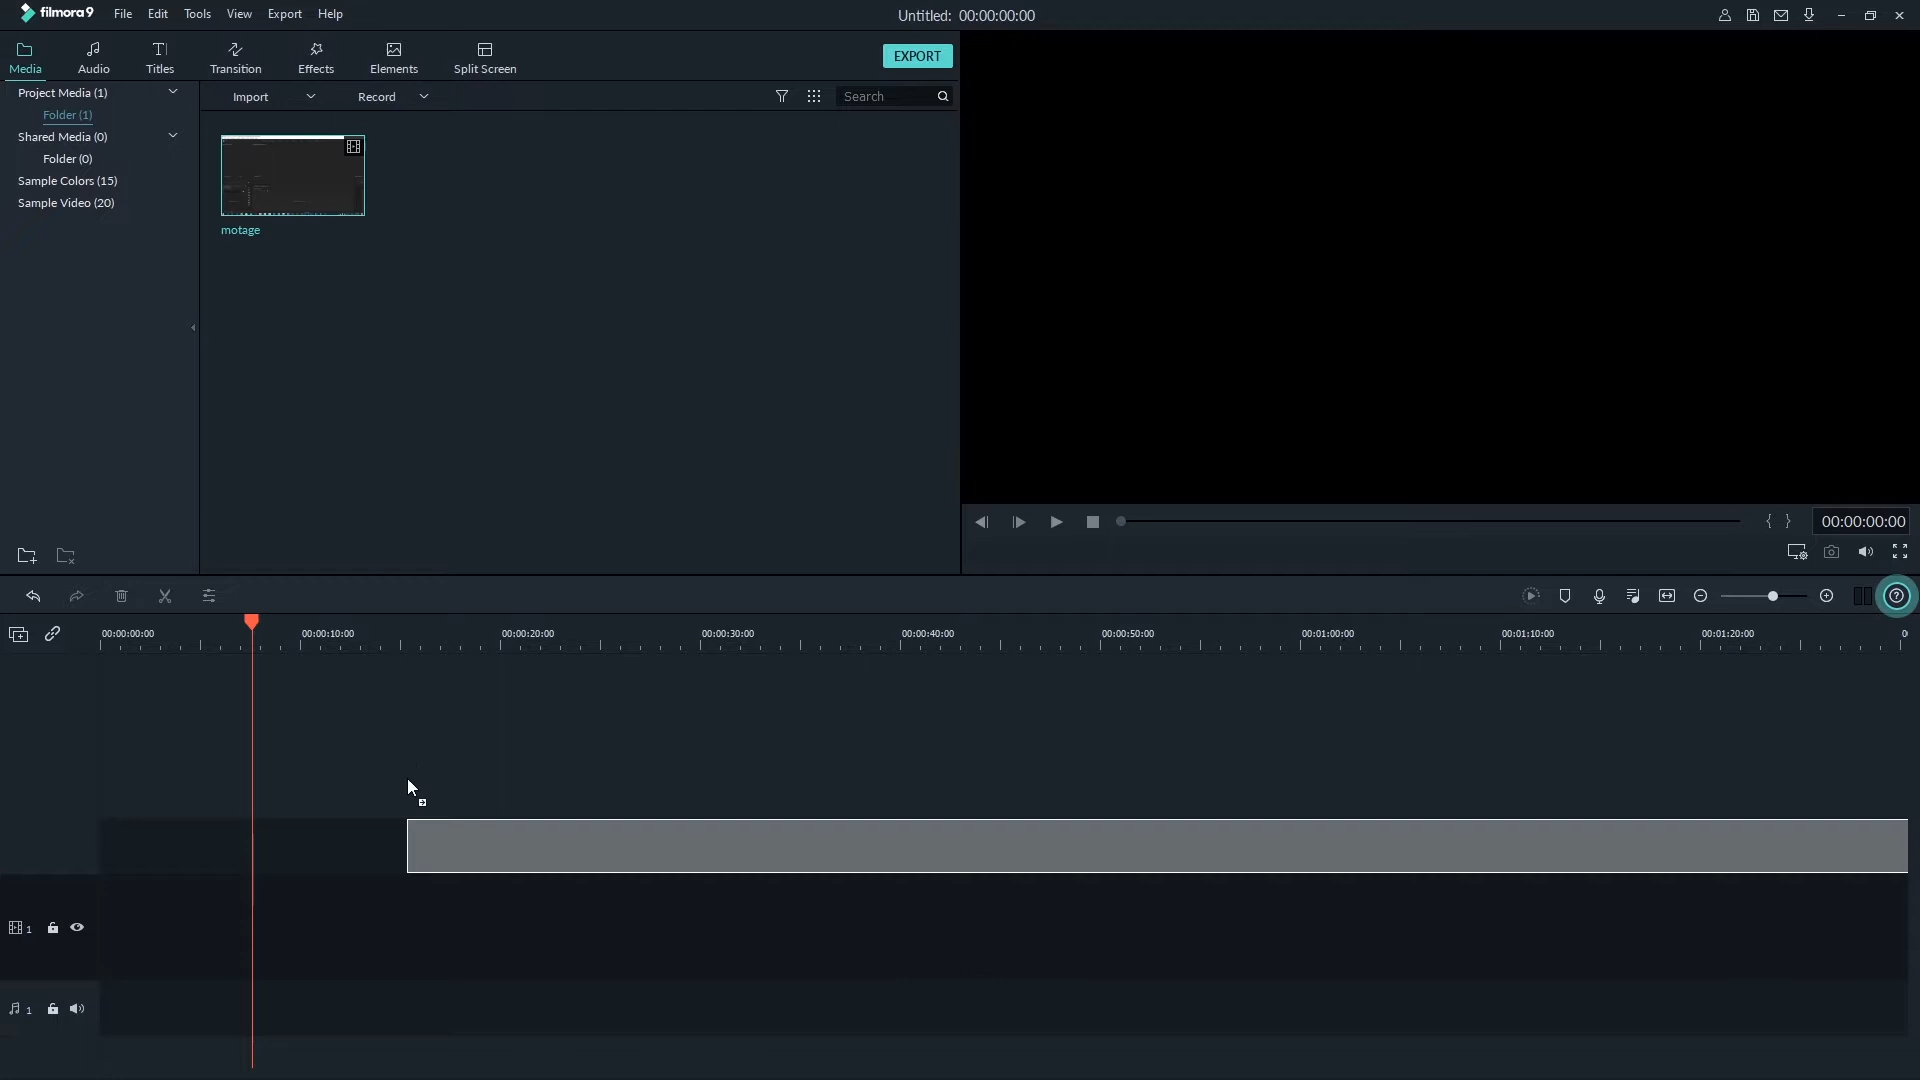 filmora9 File Edit Tools View Export Help Untitled: 00:00:00:00
Media Audio Titles Transition Effects Elements Split Screen EXPORT
Project Media (1) Import Record Search
Folder (1)
Shared Media (0)
Folder (0)
Sample Colors (15)
Sample Video (20)
motage
00:00:00:00
00:00:00:00 00:00:10:00 00:00:20:00 00:00:30:00 00:00:40:00 00:00:50:00 00:01:00:00 00:01:10:00 00:01:20:00 0
1
1